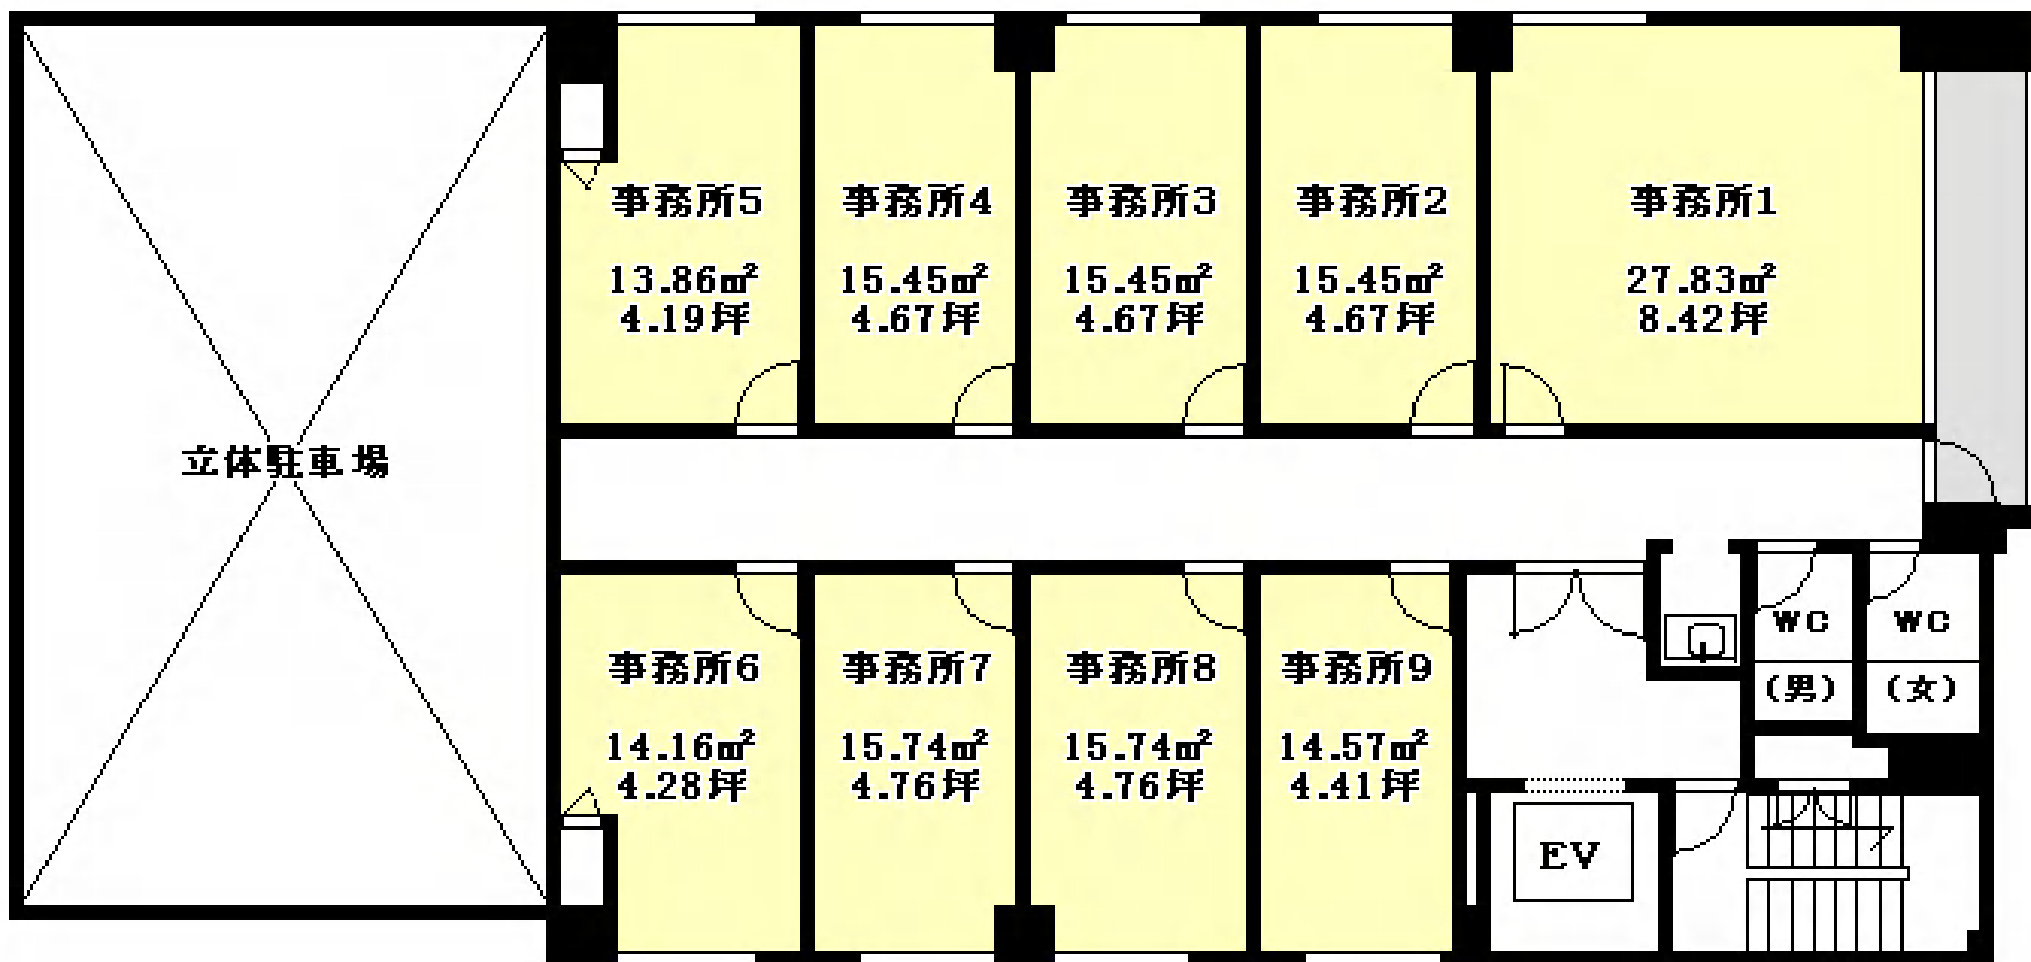 事務所5
13.86㎡
4.19坪
事務所4
15.45㎡
4.67坪
事務所3
15.45㎡
4.67坪
事務所2
15.45㎡
4.67坪
事務所1
27.83㎡
8.42坪
立体駐車場
事務所6
14.16㎡
4.28坪
事務所7
15.74㎡
4.76坪
事務所8
15.74㎡
4.76坪
事務所9
14.57㎡
4.41坪
WC
(男)
WC
(女)
EV